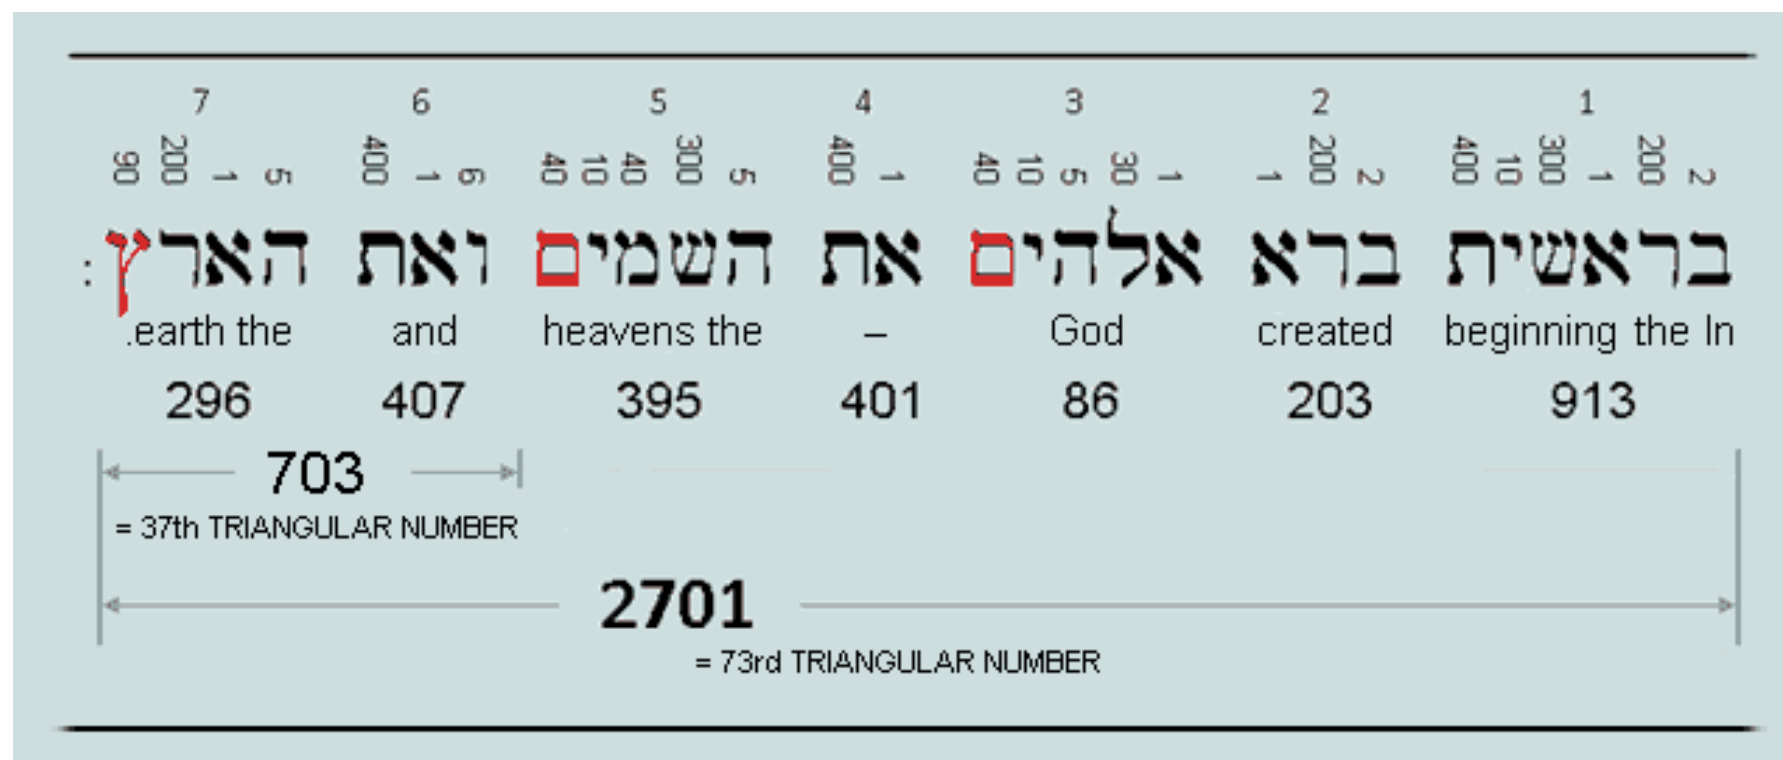 7 6 5 4 3 2 1
90 200 1 5 400 1 6 40 10 40 300 5 400 1 40 10 5 30 1 1 200 2 400 10 300 1 200 2
בראשית ברא אלהים את השמים ואת הארץ:
.earth the and heavens the – God created beginning the In
296 407 395 401 86 203 913
703
= 37th TRIANGULAR NUMBER
2701
= 73rd TRIANGULAR NUMBER